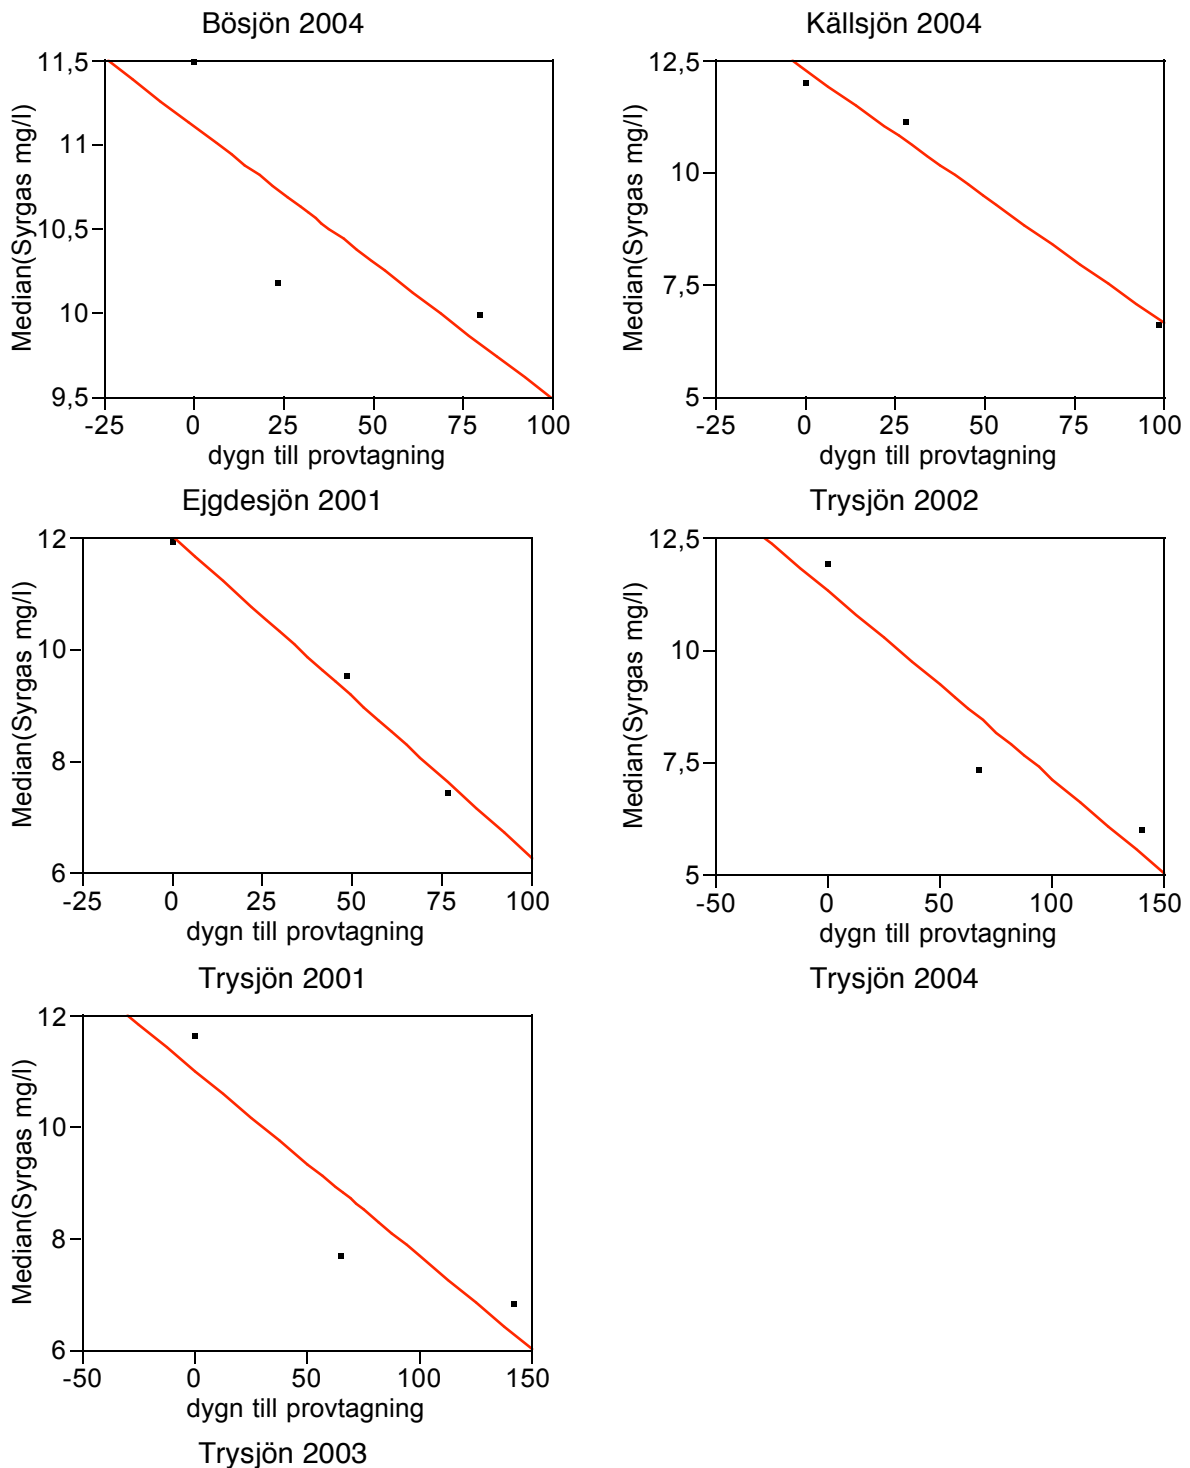 Bösjön 2004
Median(Syrgas mg/l)
11,5
11
10,5
10
9,5
-25 0 25 50 75 100
dygn till provtagning
Källsjön 2004
Median(Syrgas mg/l)
12,5
10
7,5
5
-25 0 25 50 75 100
dygn till provtagning
Ejgdesjön 2001
Median(Syrgas mg/l)
12
10
8
6
-25 0 25 50 75 100
dygn till provtagning
Trysjön 2002
Median(Syrgas mg/l)
12,5
10
7,5
5
-50 0 50 100 150
dygn till provtagning
Trysjön 2001
Median(Syrgas mg/l)
12
10
8
6
-50 0 50 100 150
dygn till provtagning
Trysjön 2004
Trysjön 2003